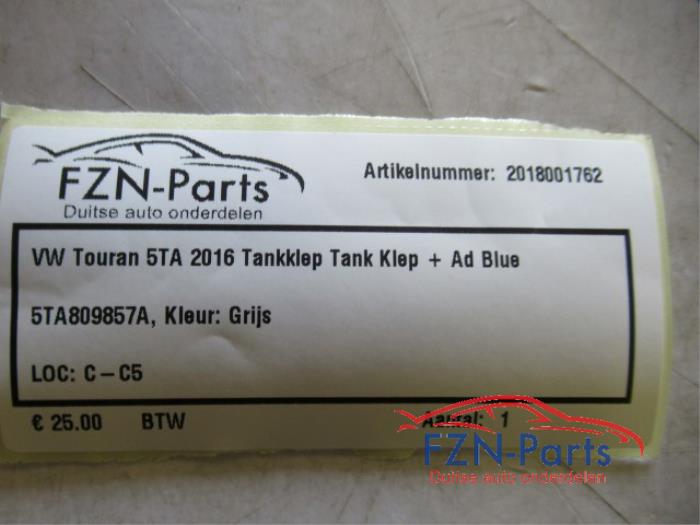 FZN-Parts
Duitse auto onderdelen
Artikelnummer: 2018001762
VW Touran 5TA 2016 Tankklep Tank Klep + Ad Blue
5TA809857A, Kleur: Grijs
LOC: C-C5
€ 25.00 BTW Aantal: 1
FZN-Parts
Duitse auto onderdelen